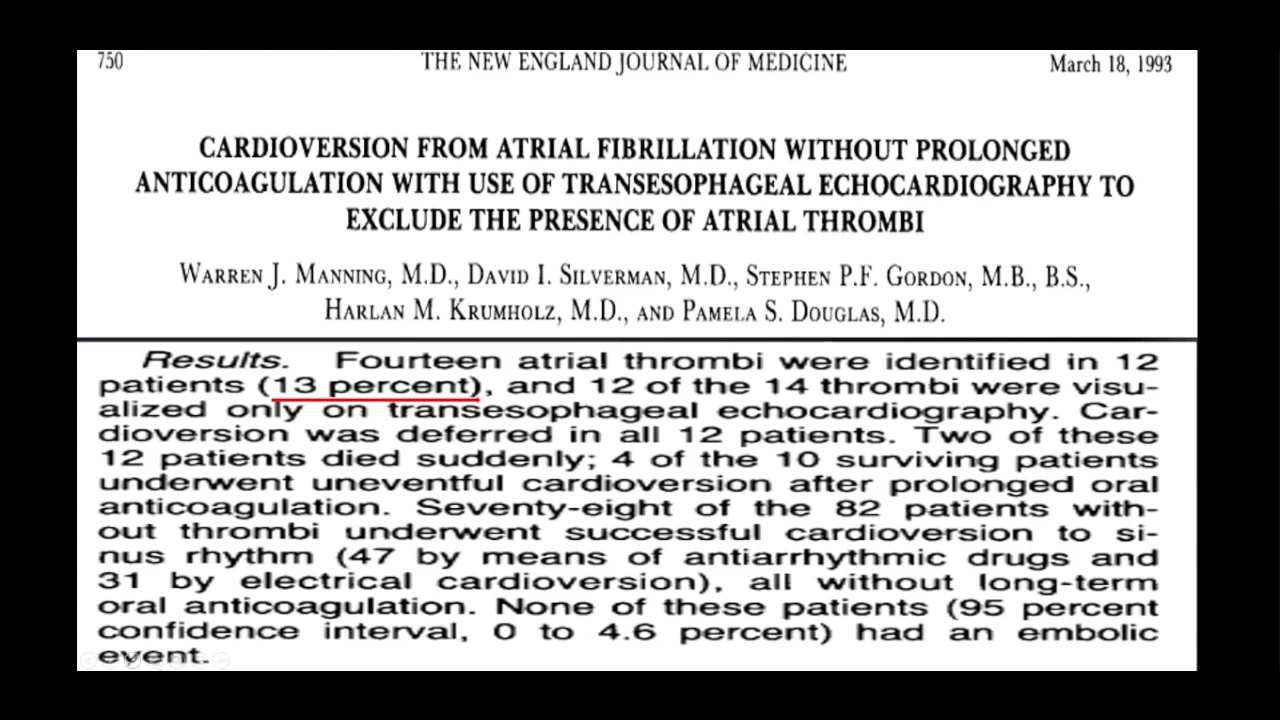 750 THE NEW ENGLAND JOURNAL OF MEDICINE March 18, 1993
CARDIOVERSION FROM ATRIAL FIBRILLATION WITHOUT PROLONGED
ANTICOAGULATION WITH USE OF TRANSESOPHAGEAL ECHOCARDIOGRAPHY TO
EXCLUDE THE PRESENCE OF ATRIAL THROMBI
WARREN J. MANNING, M.D., DAVID I. SILVERMAN, M.D., STEPHEN P.F. GORDON, M.B., B.S.,
HARLAN M. KRUMHOLZ, M.D., AND PAMELA S. DOUGLAS, M.D.
Results. Fourteen atrial thrombi were identified in 12
patients (13 percent), and 12 of the 14 thrombi were visu-
alized only on transesophageal echocardiography. Car-
dioversion was deferred in all 12 patients. Two of these
12 patients died suddenly; 4 of the 10 surviving patients
underwent uneventful cardioversion after prolonged oral
anticoagulation. Seventy-eight of the 82 patients with-
out thrombi underwent successful cardioversion to si-
nus rhythm (47 by means of antiarrhythmic drugs and
31 by electrical cardioversion), all without long-term
oral anticoagulation. None of these patients (95 percent
confidence interval, 0 to 4.6 percent) had an embolic
event.